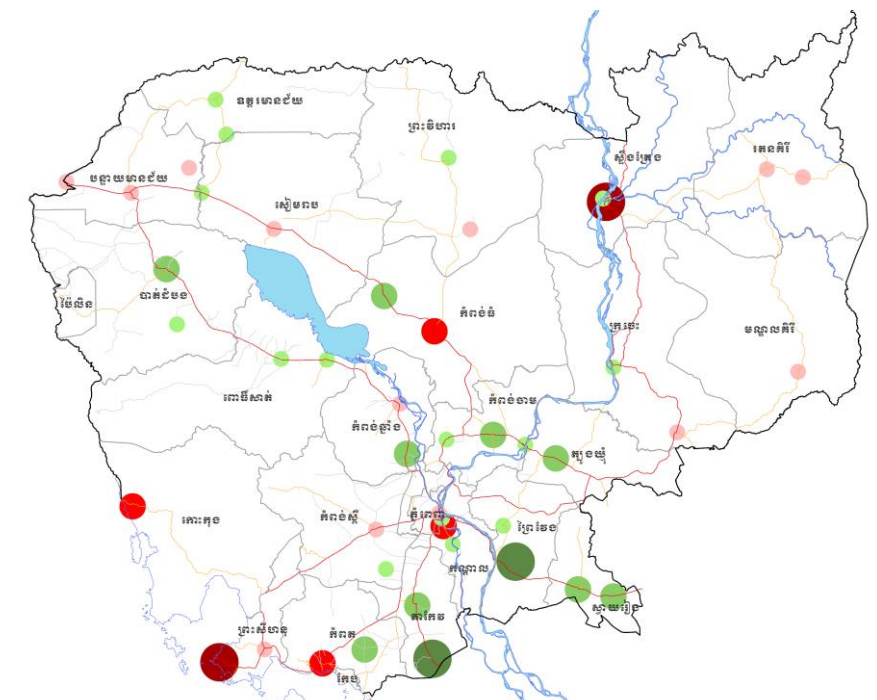 ឧត្តរមានជ័យ
ព្រះវិហារ
ស្ទឹងត្រែង
រតនគិរី
បន្ទាយមានជ័យ
សៀមរាប
ប៉ៃលិន
បាត់ដំបង
កំពង់ធំ
ក្រចេះ
មណ្ឌលគិរី
ពោធិ៍សាត់
កំពង់ចាម
កំពង់ឆ្នាំង
ត្បូងឃ្មុំ
កោះកុង
កំពង់ស្ពឺ
ភ្នំពេញ
ព្រៃវែង
កណ្តាល
ស្វាយរៀង
តាកែវ
ព្រះសីហនុ
កំពត
កែប